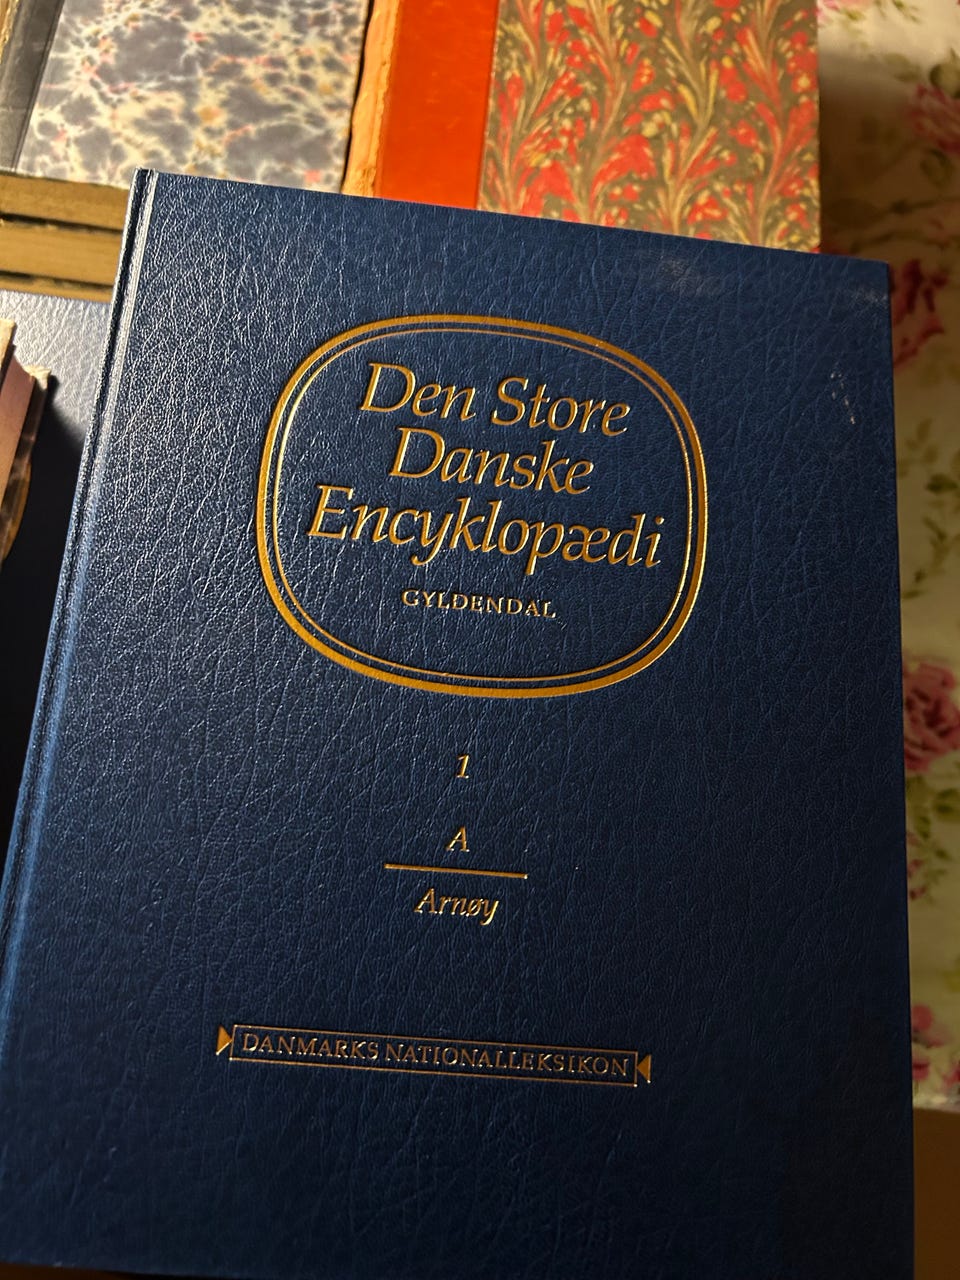 Den Store
Danske
Encyklopædi
GYLDENDAL
1
A
Arnøy
DANMARKS NATIONALLEKSIKON